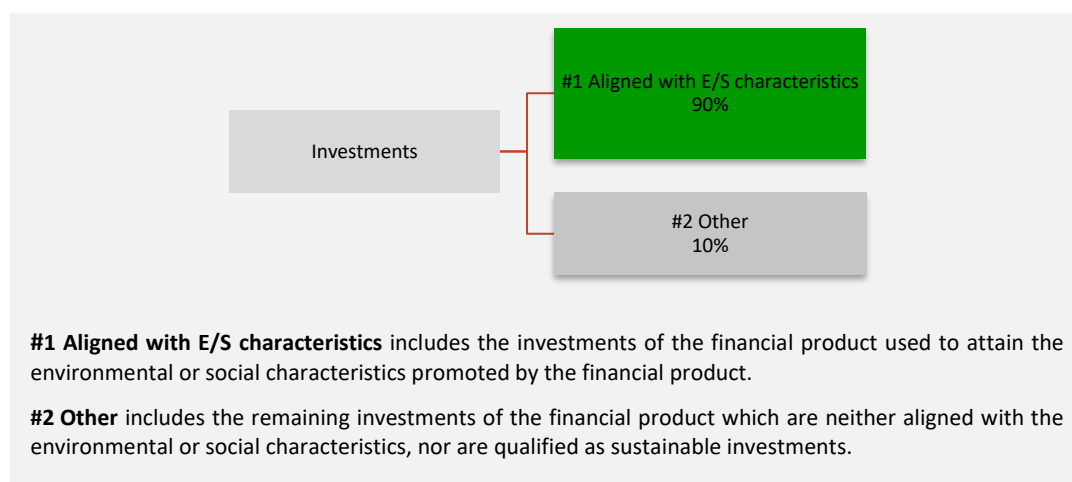 #1 Aligned with E/S characteristics
90%
Investments
#2 Other
10%
#1 Aligned with E/S characteristics includes the investments of the financial product used to attain the
environmental or social characteristics promoted by the financial product.
#2 Other includes the remaining investments of the financial product which are neither aligned with the
environmental or social characteristics, nor are qualified as sustainable investments.